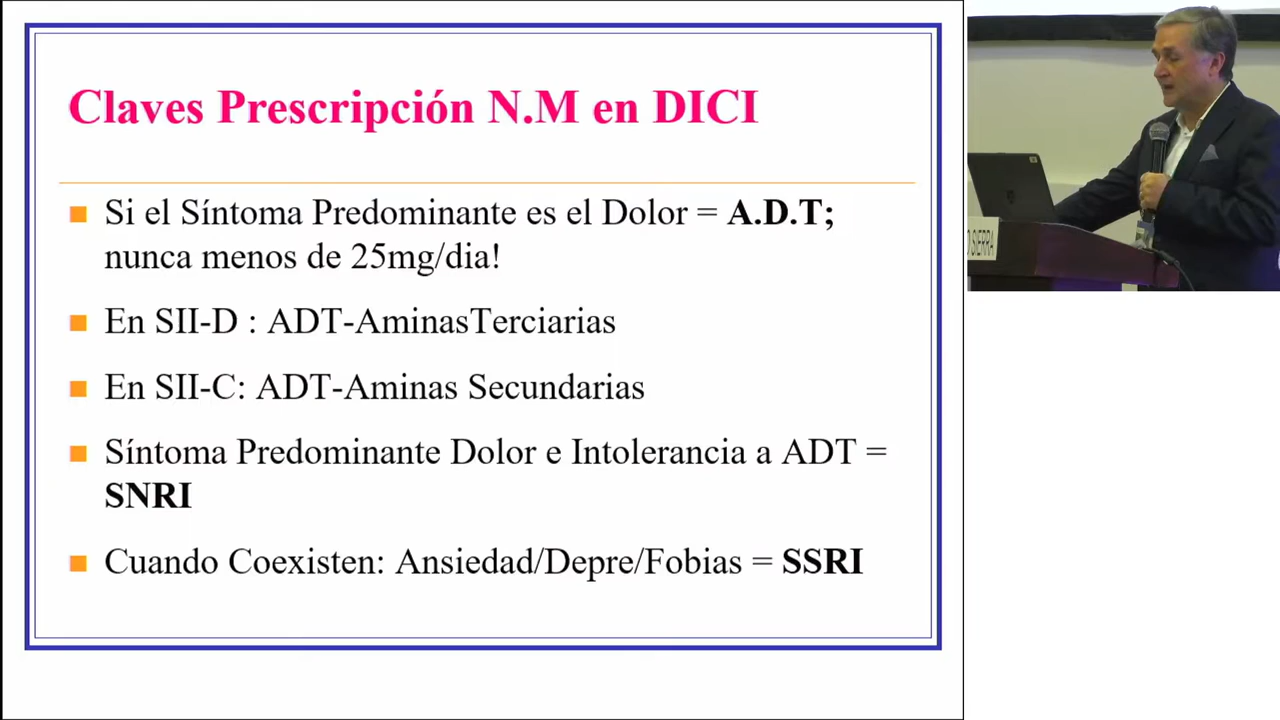 Claves Prescripción N.M en DICI
Si el Síntoma Predominante es el Dolor = A.D.T;
nunca menos de 25mg/dia!
En SII-D : ADT-AminasTerciarias
En SII-C: ADT-Aminas Secundarias
Síntoma Predominante Dolor e Intolerancia a ADT =
SNRI
Cuando Coexisten: Ansiedad/Depre/Fobias = SSRI
SIERRA